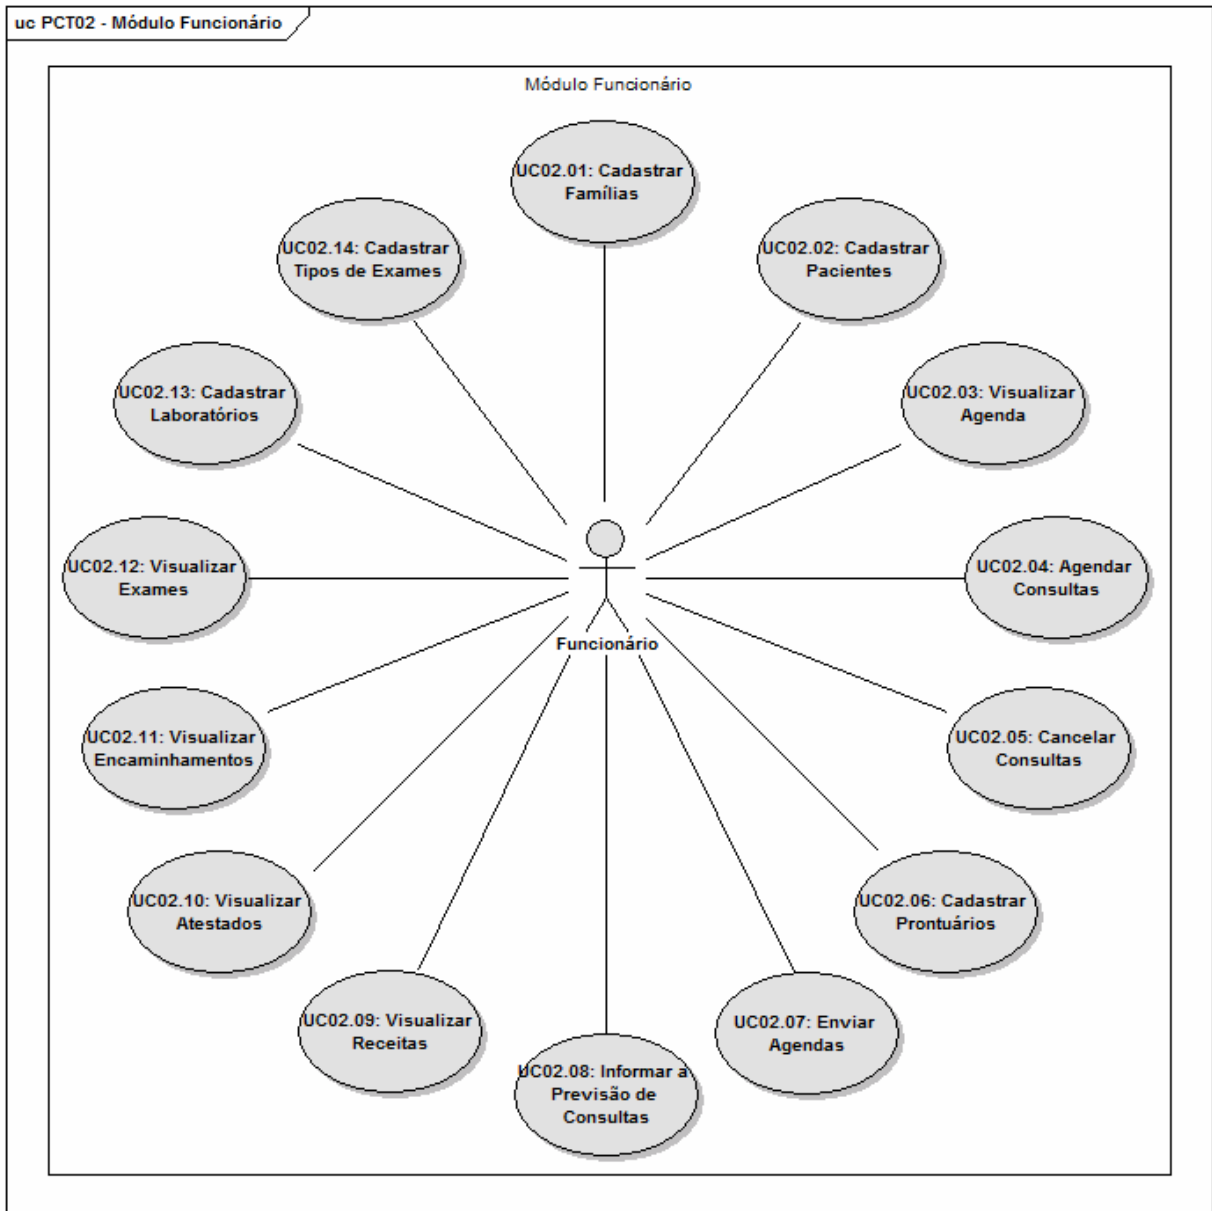 uc PCT02 - Módulo Funcionário
Módulo Funcionário
UC02.01: Cadastrar
Famílias
UC02.02: Cadastrar
Pacientes
UC02.03: Visualizar
Agenda
UC02.04: Agendar
Consultas
UC02.05: Cancelar
Consultas
UC02.06: Cadastrar
Prontuários
UC02.07: Enviar
Agendas
UC02.08: Informar a
Previsão de
Consultas
UC02.09: Visualizar
Receitas
UC02.10: Visualizar
Atestados
UC02.11: Visualizar
Encaminhamentos
UC02.12: Visualizar
Exames
UC02.13: Cadastrar
Laboratórios
UC02.14: Cadastrar
Tipos de Exames
Funcionário